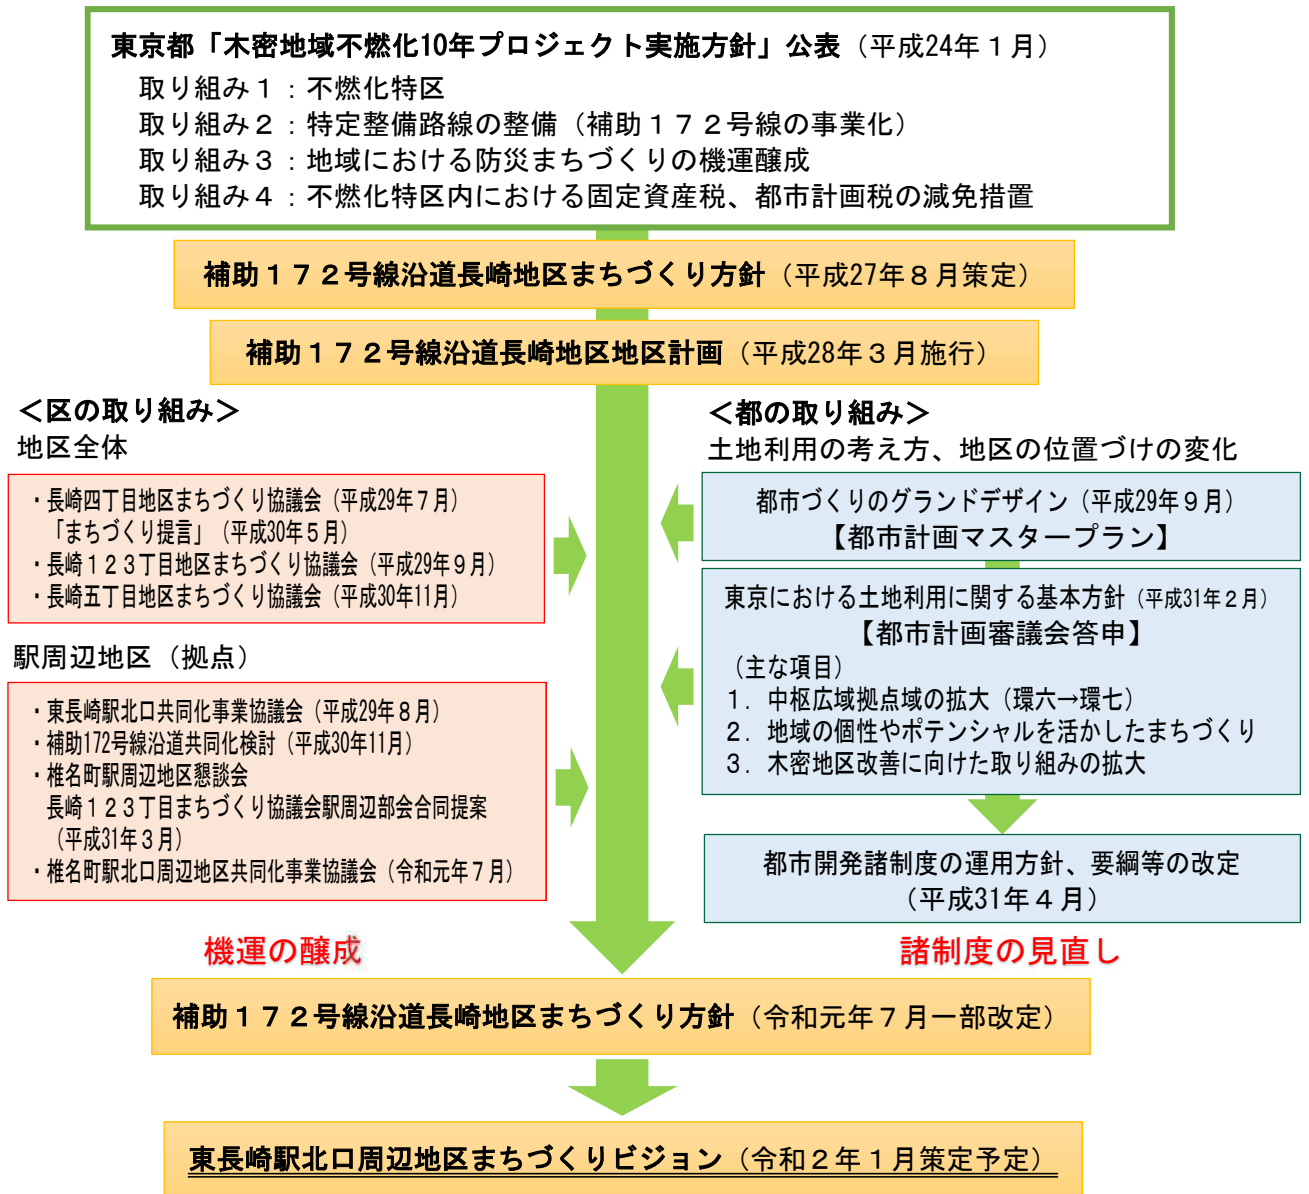 東京都「木密地域不燃化10年プロジェクト実施方針」公表（平成24年１月）
取り組み１：不燃化特区
取り組み２：特定整備路線の整備（補助１７２号線の事業化）
取り組み３：地域における防災まちづくりの機運醸成
取り組み４：不燃化特区内における固定資産税、都市計画税の減免措置
補助１７２号線沿道長崎地区まちづくり方針（平成27年８月策定）
補助１７２号線沿道長崎地区地区計画（平成28年３月施行）
＜区の取り組み＞
地区全体
・長崎四丁目地区まちづくり協議会（平成29年７月）
「まちづくり提言」（平成30年５月）
・長崎１２３丁目地区まちづくり協議会（平成29年９月）
・長崎五丁目地区まちづくり協議会（平成30年11月）
駅周辺地区（拠点）
・東長崎駅北口共同化事業協議会（平成29年８月）
・補助172号線沿道共同化検討（平成30年11月）
・椎名町駅周辺地区懇談会
長崎１２３丁目まちづくり協議会駅周辺部会合同提案
（平成31年３月）
・椎名町駅北口周辺地区共同化事業協議会（令和元年７月）
機運の醸成
＜都の取り組み＞
土地利用の考え方、地区の位置づけの変化
都市づくりのグランドデザイン（平成29年９月）
【都市計画マスタープラン】
東京における土地利用に関する基本方針（平成31年２月）
【都市計画審議会答申】
（主な項目）
１．中枢広域拠点域の拡大（環六→環七）
２．地域の個性やポテンシャルを活かしたまちづくり
３．木密地区改善に向けた取り組みの拡大
都市開発諸制度の運用方針、要綱等の改定
（平成31年４月）
諸制度の見直し
補助１７２号線沿道長崎地区まちづくり方針（令和元年７月一部改定）
東長崎駅北口周辺地区まちづくりビジョン（令和２年１月策定予定）